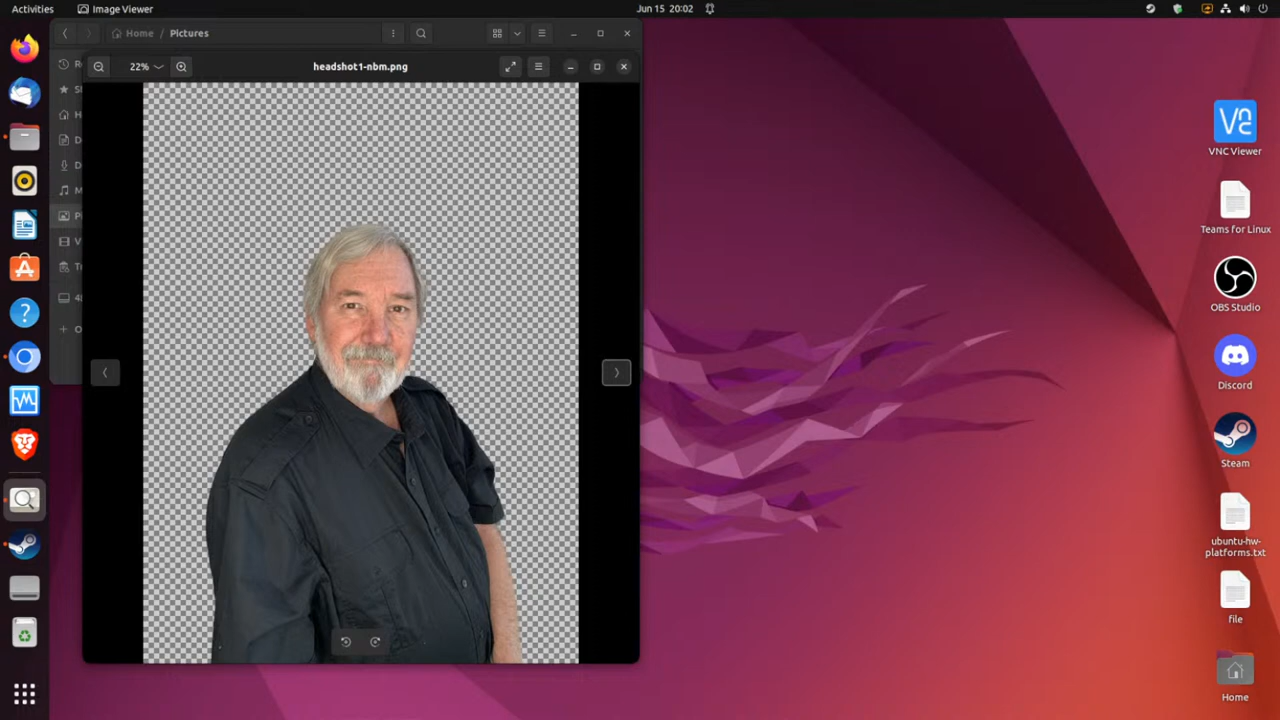 Activities
Image Viewer
Jun 15 20:02
Home / Pictures
22%
headshot1-nbm.png
VNC Viewer
Teams for Linux
OBS Studio
Discord
Steam
ubuntu-hw-
platforms.txt
file
Home